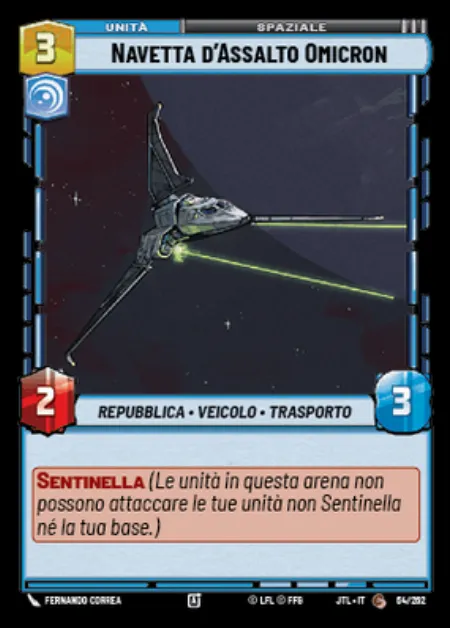 UNITÀ
SPAZIALE
3
NAVETTA D'ASSALTO OMICRON
2
REPUBBLICA • VEICOLO • TRASPORTO
3
SENTINELLA (Le unità in questa arena non
possono attaccare le tue unità non Sentinella
né la tua base.)
FERNANDO CORREA
© LFL © FFG
JTL • IT
64/262